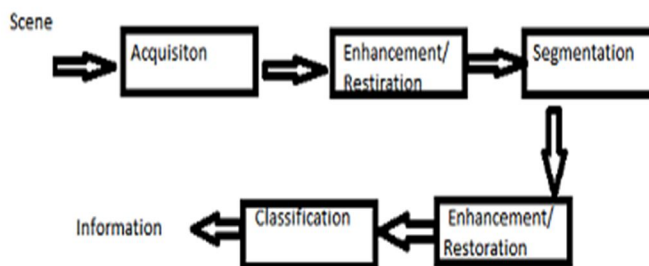 Scene
Acquisiton
Enhancement/
Restiration
Segmentation
Enhancement/
Restoration
Classification
Information